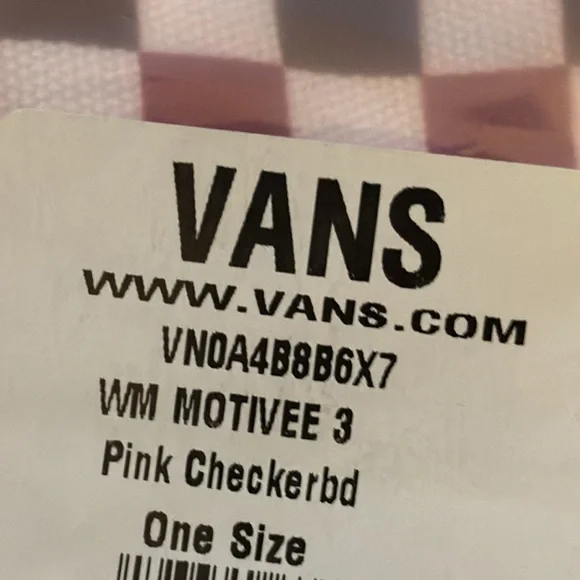 VANS
WWW.VANS.COM
VN0A4B8B6X7
WM MOTIVEE 3
Pink Checkerbd
One Size